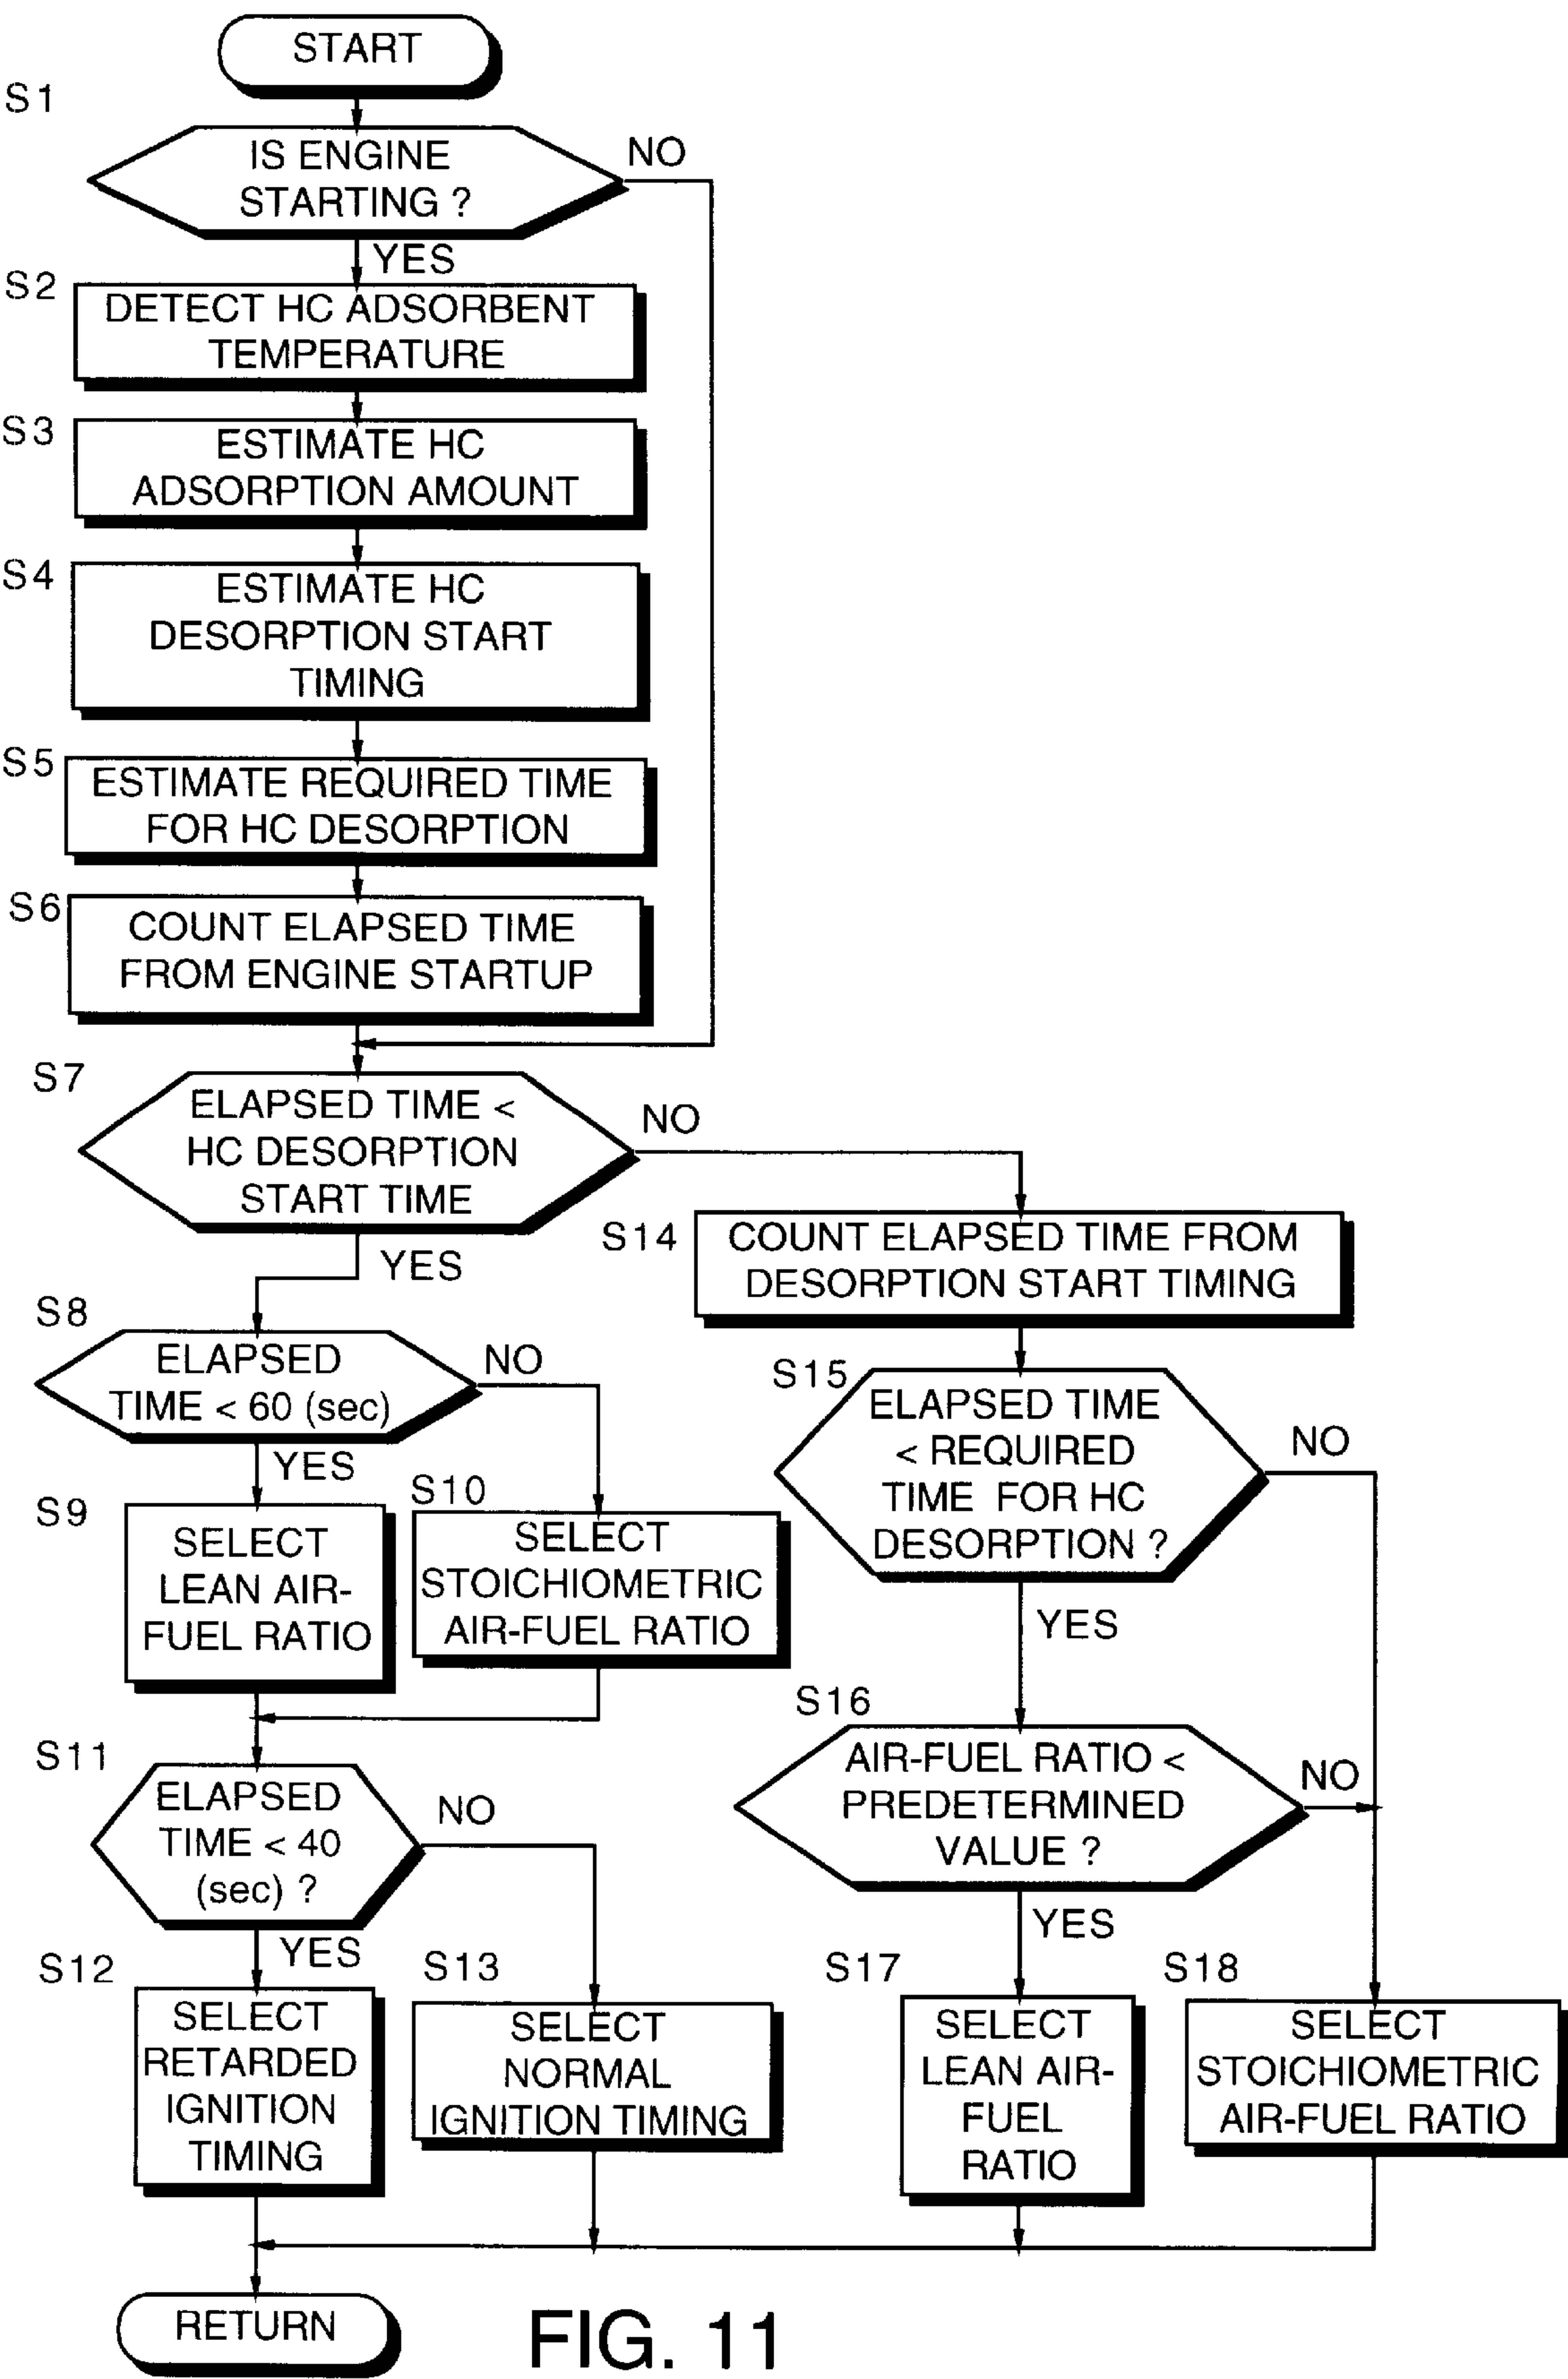 START
S1
IS ENGINE
STARTING ?
NO
YES
S2
DETECT HC ADSORBENT
TEMPERATURE
S3
ESTIMATE HC
ADSORPTION AMOUNT
S4
ESTIMATE HC
DESORPTION START
TIMING
S5
ESTIMATE REQUIRED TIME
FOR HC DESORPTION
S6
COUNT ELAPSED TIME
FROM ENGINE STARTUP
S7
ELAPSED TIME <
HC DESORPTION
START TIME
NO
YES
S8
ELAPSED
TIME < 60 (sec)
NO
YES
S9
SELECT
LEAN AIR-
FUEL RATIO
S10
SELECT
STOICHIOMETRIC
AIR-FUEL RATIO
S11
ELAPSED
TIME < 40
(sec) ?
NO
YES
S12
SELECT
RETARDED
IGNITION
TIMING
S13
SELECT
NORMAL
IGNITION TIMING
S14
COUNT ELAPSED TIME FROM
DESORPTION START TIMING
S15
ELAPSED TIME
< REQUIRED
TIME FOR HC
DESORPTION ?
NO
YES
S16
AIR-FUEL RATIO <
PREDETERMINED
VALUE ?
NO
YES
S17
SELECT
LEAN AIR-
FUEL
RATIO
S18
SELECT
STOICHIOMETRIC
AIR-FUEL RATIO
RETURN
FIG. 11